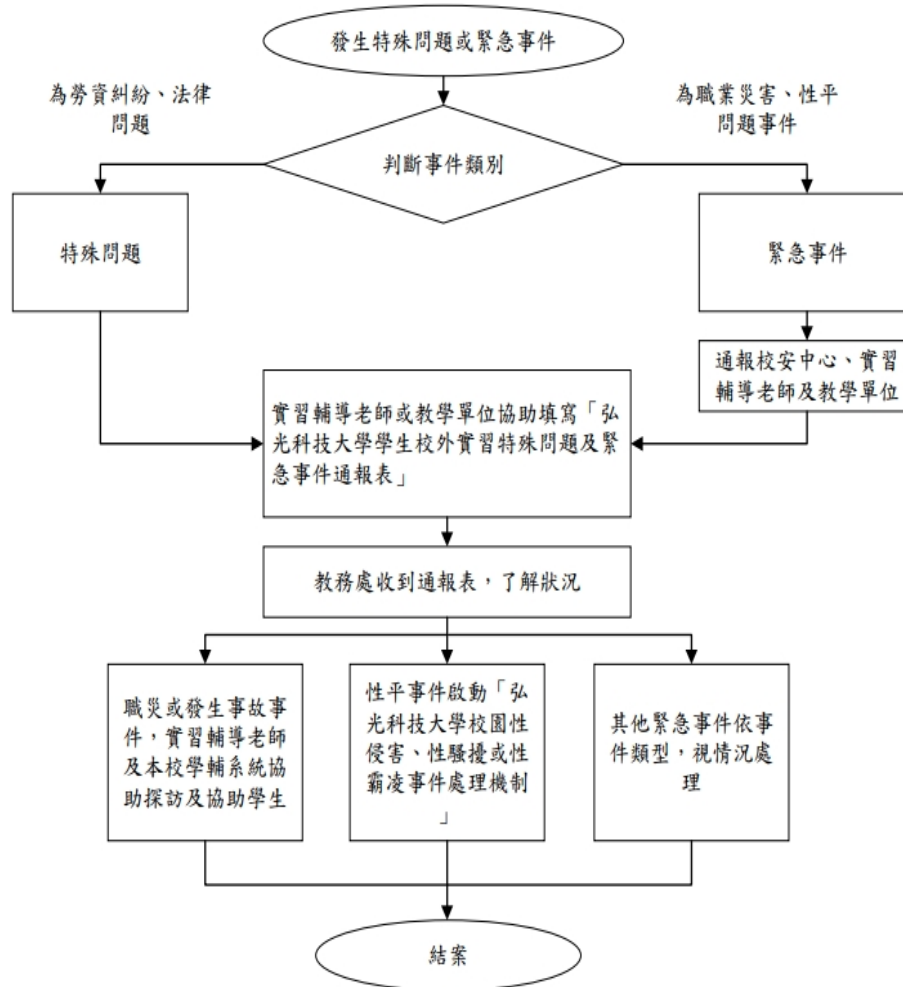 發生特殊問題或緊急事件
為勞資糾紛、法律
問題
為職業災害、性平
問題事件
判斷事件類別
特殊問題
緊急事件
通報校安中心、實習
輔導老師及教學單位
實習輔導老師或教學單位協助填寫「弘
光科技大學學生校外實習特殊問題及緊
急事件通報表」
教務處收到通報表，了解狀況
職災或發生事故事
件，實習輔導老師
及本校學輔系統協
助探訪及協助學生
性平事件啟動「弘
光科技大學校園性
侵害、性騷擾或性
霸凌事件處理機制
」
其他緊急事件依事
件類型，視情況處
理
結案